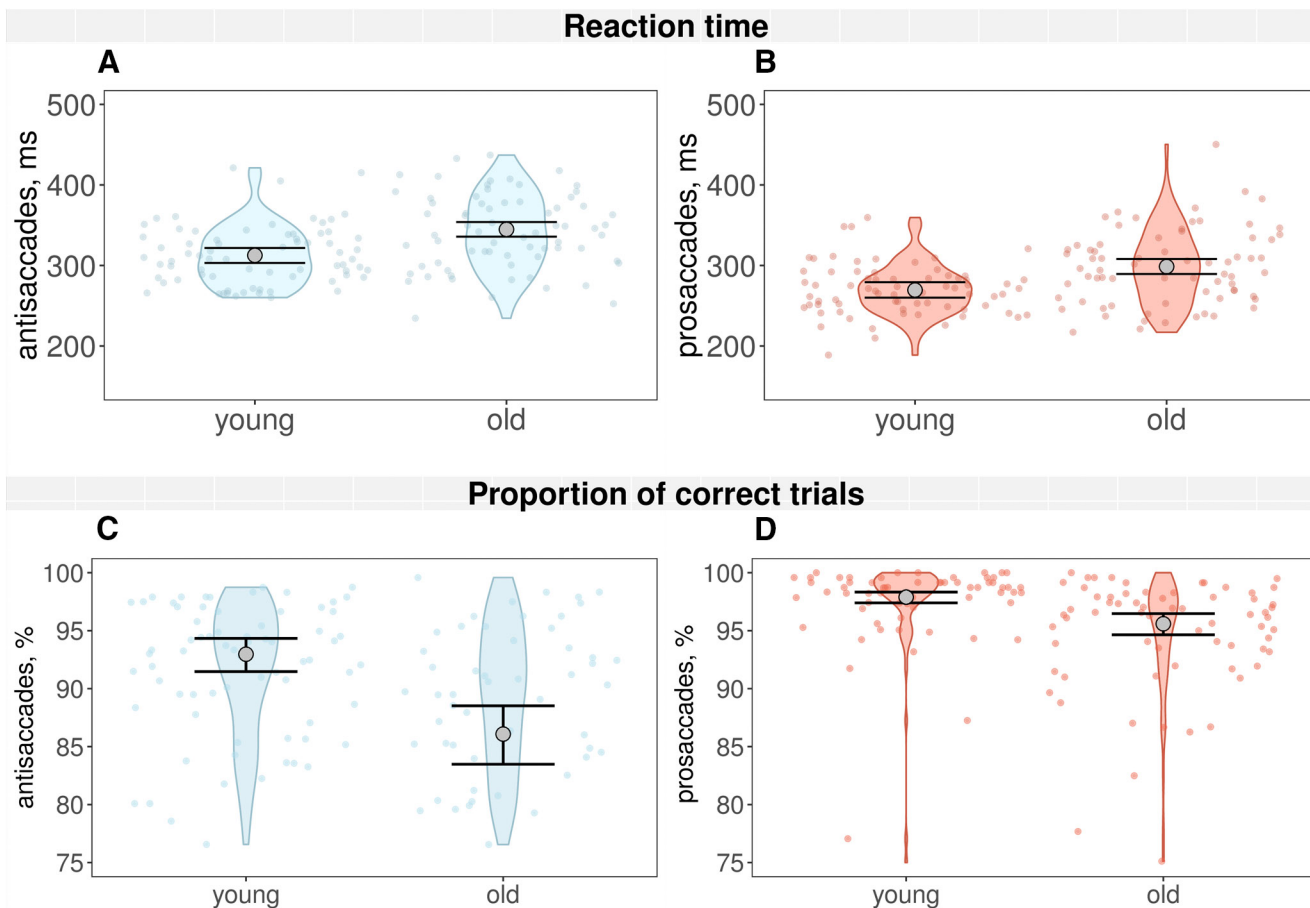 Reaction time
A
antisaccades, ms
500
400
300
200
young old
B
prosaccades, ms
500
400
300
200
young old
Proportion of correct trials
C
antisaccades, %
100
95
90
85
80
75
young old
D
prosaccades, %
100
95
90
85
80
75
young old